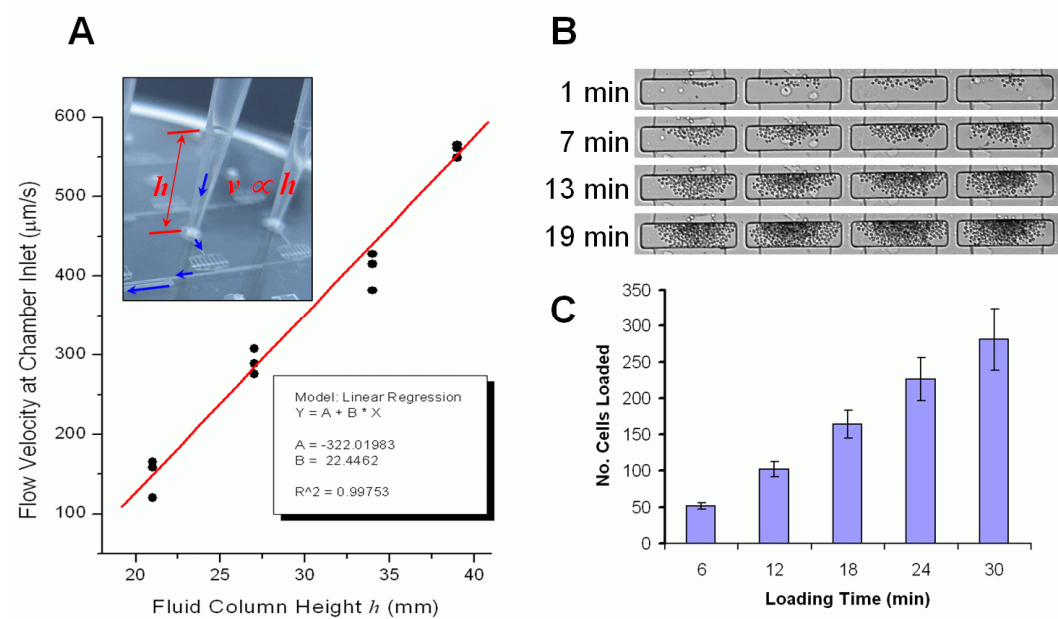 A
Flow Velocity at Chamber Inlet (μm/s)
600
500
400
300
200
100
20
25
30
35
40
Fluid Column Height h (mm)
h
v ∝ h
Model: Linear Regression
Y = A + B * X
A = -322.01983
B = 22.4462
R^2 = 0.99753
B
1 min
7 min
13 min
19 min
C
No. Cells Loaded
350
300
250
200
150
100
50
0
6
12
18
24
30
Loading Time (min)